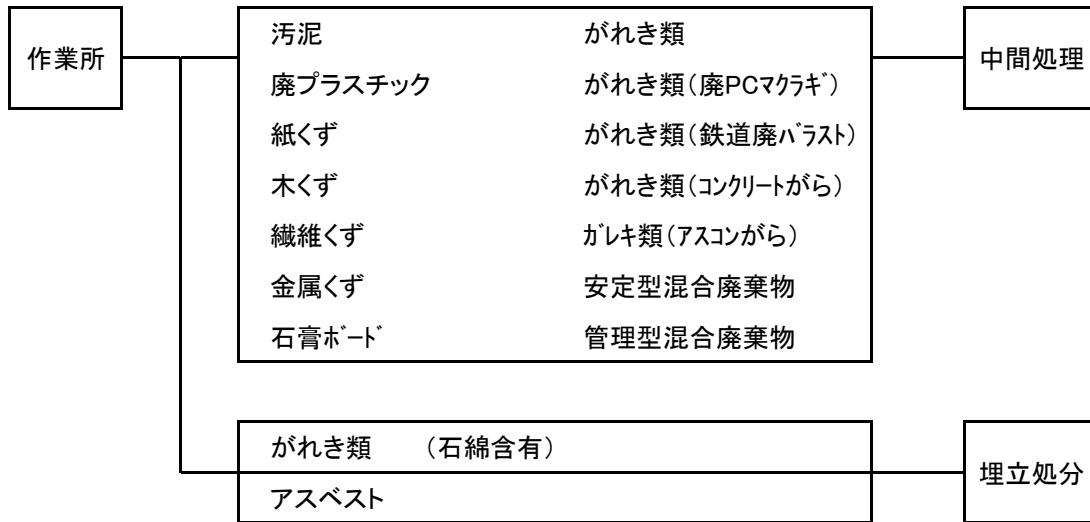 作業所
汚泥 がれき類
廃プラスチック がれき類(廃PCマクラギ)
紙くず がれき類(鉄道廃バラスト)
木くず がれき類(コンクリートがら)
繊維くず ガレキ類(アスコンがら)
金属くず 安定型混合廃棄物
石膏ボード 管理型混合廃棄物
中間処理
がれき類 (石綿含有)
アスベスト
埋立処分